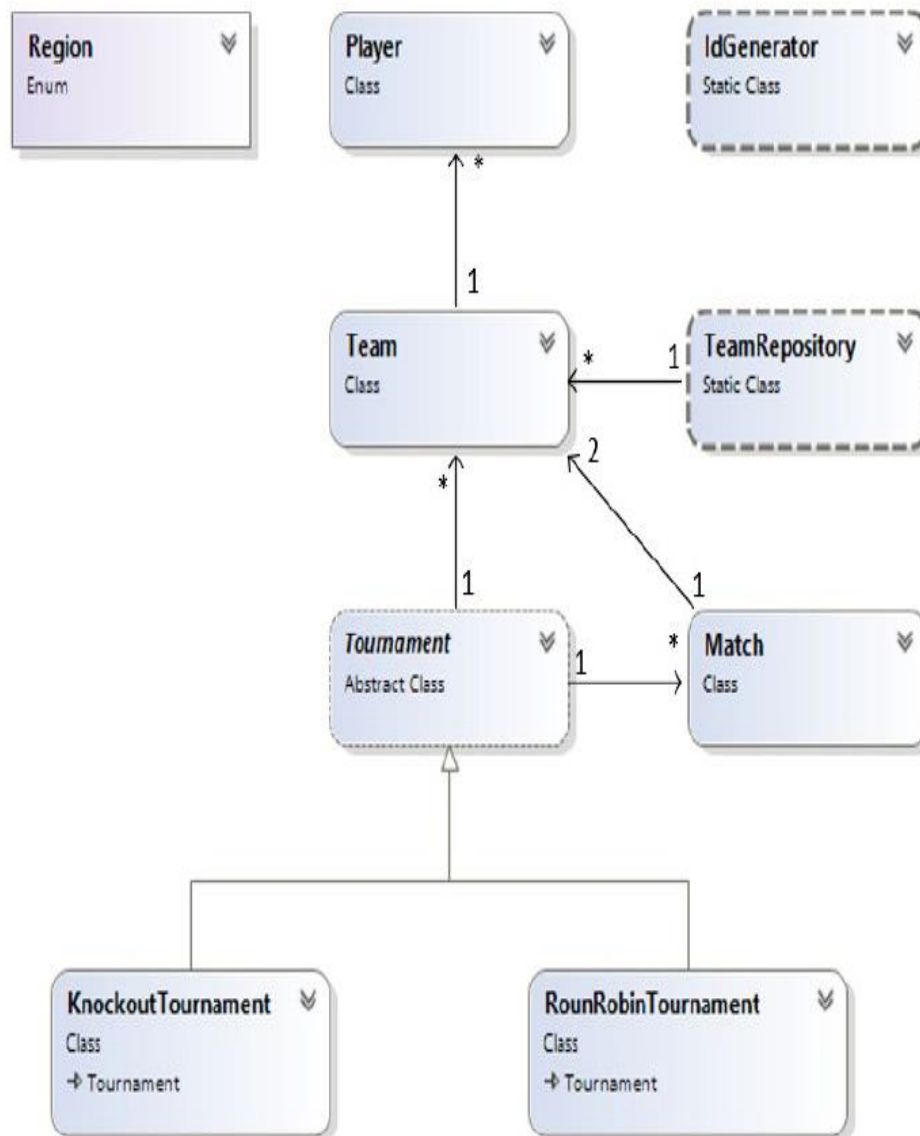 Region
Enum
Player
Class
IdGenerator
Static Class
*
1
Team
Class
*
1
TeamRepository
Static Class
2
*
1
1
Tournament
Abstract Class
1
*
Match
Class
KnockoutTournament
Class
Tournament
RounRobinTournament
Class
Tournament